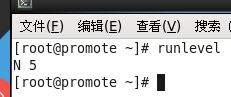 文件(F) 编辑(E) 查看(V) 搜索
[root@promote ~]# runlevel
N 5
[root@promote ~]#